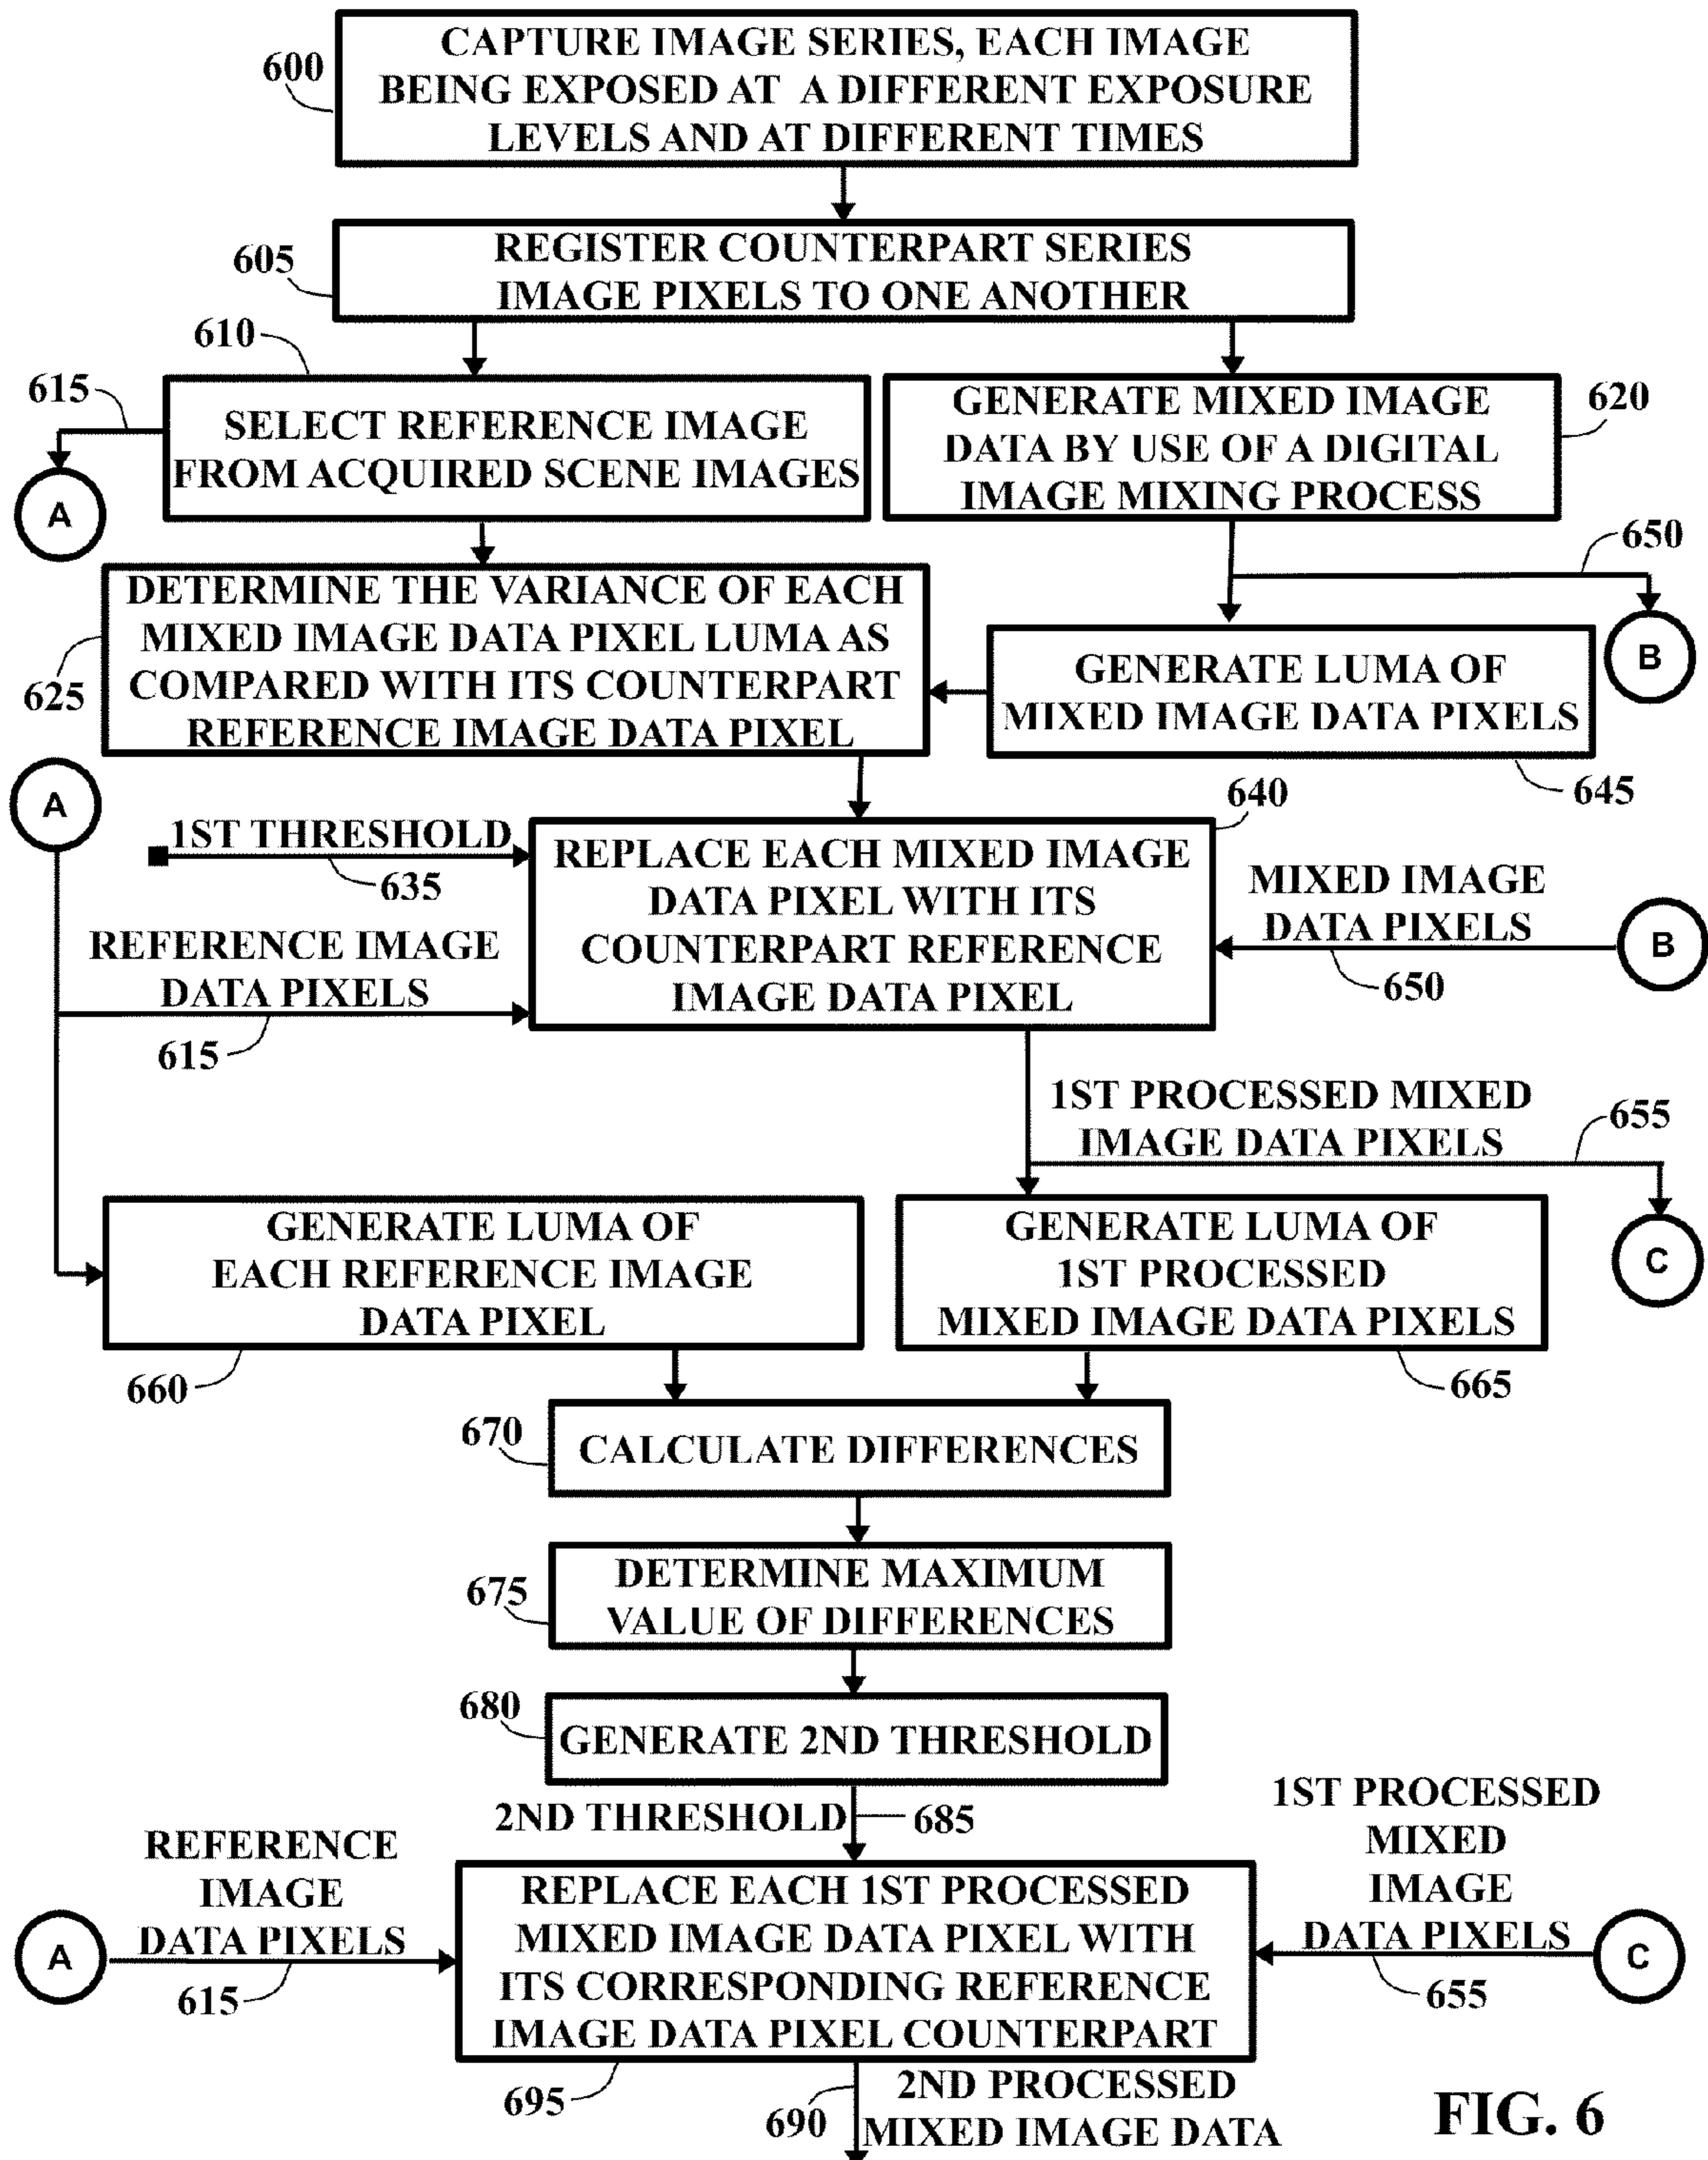 600
CAPTURE IMAGE SERIES, EACH IMAGE
BEING EXPOSED AT A DIFFERENT EXPOSURE
LEVELS AND AT DIFFERENT TIMES
605
REGISTER COUNTERPART SERIES
IMAGE PIXELS TO ONE ANOTHER
610
615
SELECT REFERENCE IMAGE
FROM ACQUIRED SCENE IMAGES
A
GENERATE MIXED IMAGE
DATA BY USE OF A DIGITAL
IMAGE MIXING PROCESS
620
650
B
DETERMINE THE VARIANCE OF EACH
MIXED IMAGE DATA PIXEL LUMA AS
COMPARED WITH ITS COUNTERPART
REFERENCE IMAGE DATA PIXEL
625
GENERATE LUMA OF
MIXED IMAGE DATA PIXELS
645
A
640
1ST THRESHOLD
635
REFERENCE IMAGE
DATA PIXELS
615
REPLACE EACH MIXED IMAGE
DATA PIXEL WITH ITS
COUNTERPART REFERENCE
IMAGE DATA PIXEL
MIXED IMAGE
DATA PIXELS
650
B
1ST PROCESSED MIXED
IMAGE DATA PIXELS
655
C
GENERATE LUMA OF
EACH REFERENCE IMAGE
DATA PIXEL
660
GENERATE LUMA OF
1ST PROCESSED
MIXED IMAGE DATA PIXELS
665
670
CALCULATE DIFFERENCES
675
DETERMINE MAXIMUM
VALUE OF DIFFERENCES
680
GENERATE 2ND THRESHOLD
2ND THRESHOLD
685
REFERENCE
IMAGE
DATA PIXELS
A
615
REPLACE EACH 1ST PROCESSED
MIXED IMAGE DATA PIXEL WITH
ITS CORRESPONDING REFERENCE
IMAGE DATA PIXEL COUNTERPART
1ST PROCESSED
MIXED
IMAGE
DATA PIXELS
C
655
695
690
2ND PROCESSED
MIXED IMAGE DATA
FIG. 6